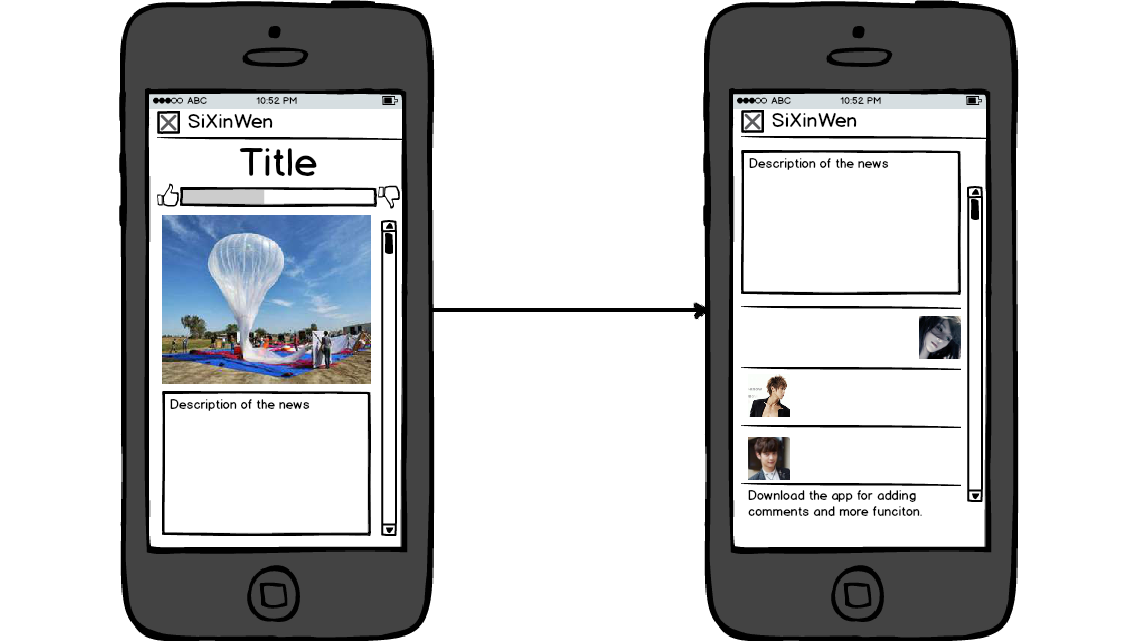 ABC 10:52 PM
SiXinWen
Title
Description of the news
ABC 10:52 PM
SiXinWen
Description of the news
Download the app for adding
comments and more funciton.